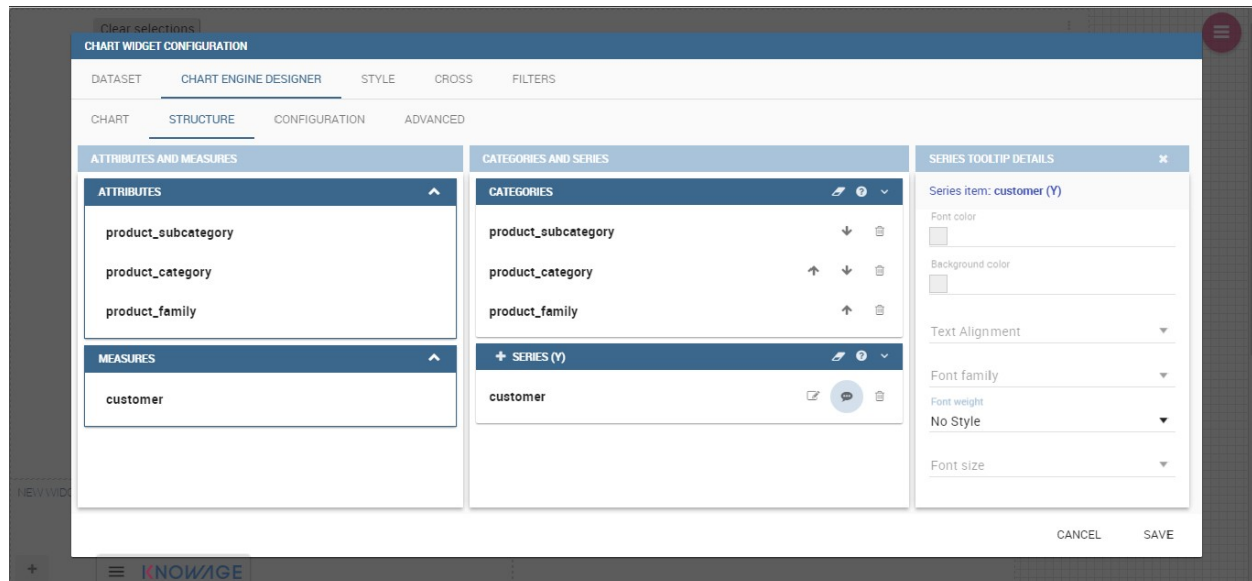 Clear selections
CHART WIDGET CONFIGURATION
DATASET CHART ENGINE DESIGNER STYLE CROSS FILTERS
CHART STRUCTURE CONFIGURATION ADVANCED
ATTRIBUTES AND MEASURES
ATTRIBUTES
product_subcategory
product_category
product_family
MEASURES
customer
CATEGORIES AND SERIES
CATEGORIES
product_subcategory
product_category
product_family
SERIES (Y)
customer
SERIES TOOLTIP DETAILS
Series item: customer (Y)
Font color
Background color
Text Alignment
Font family
Font weight
No Style
Font size
CANCEL SAVE
KNOWAGE